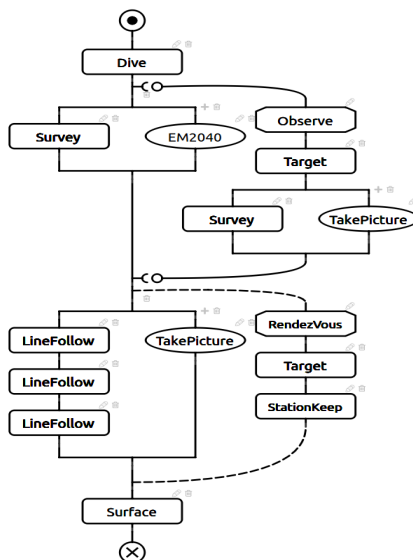 Dive
Observe
Survey
EM2040
Target
Survey
TakePicture
RendezVous
LineFollow
TakePicture
Target
LineFollow
StationKeep
LineFollow
Surface